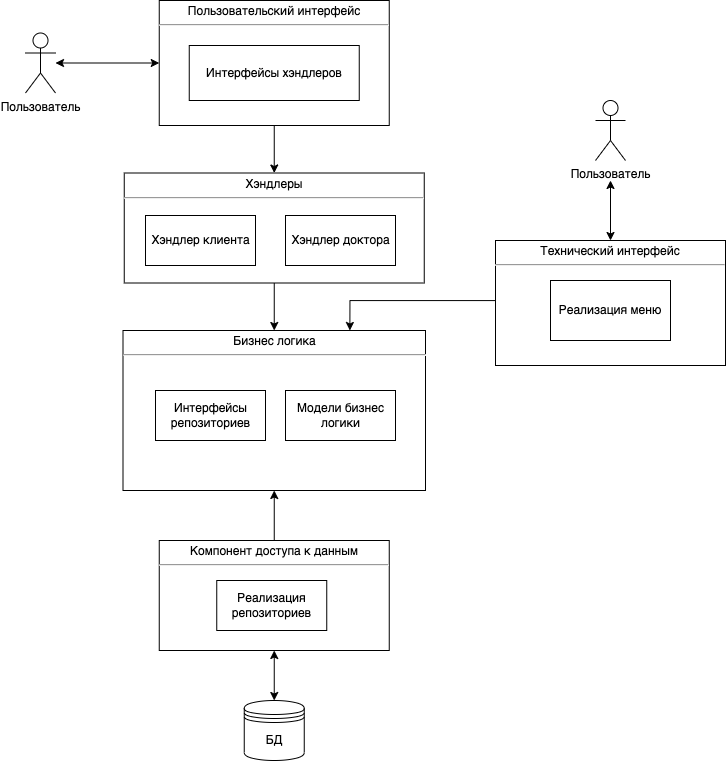 Пользовательский интерфейс
Интерфейсы хэндлеров
Пользователь
Пользователь
Хэндлеры
Хэндлер клиента
Хэндлер доктора
Технический интерфейс
Реализация меню
Бизнес логика
Интерфейсы
репозиториев
Модели бизнес
логики
Компонент доступа к данным
Реализация
репозиториев
БД